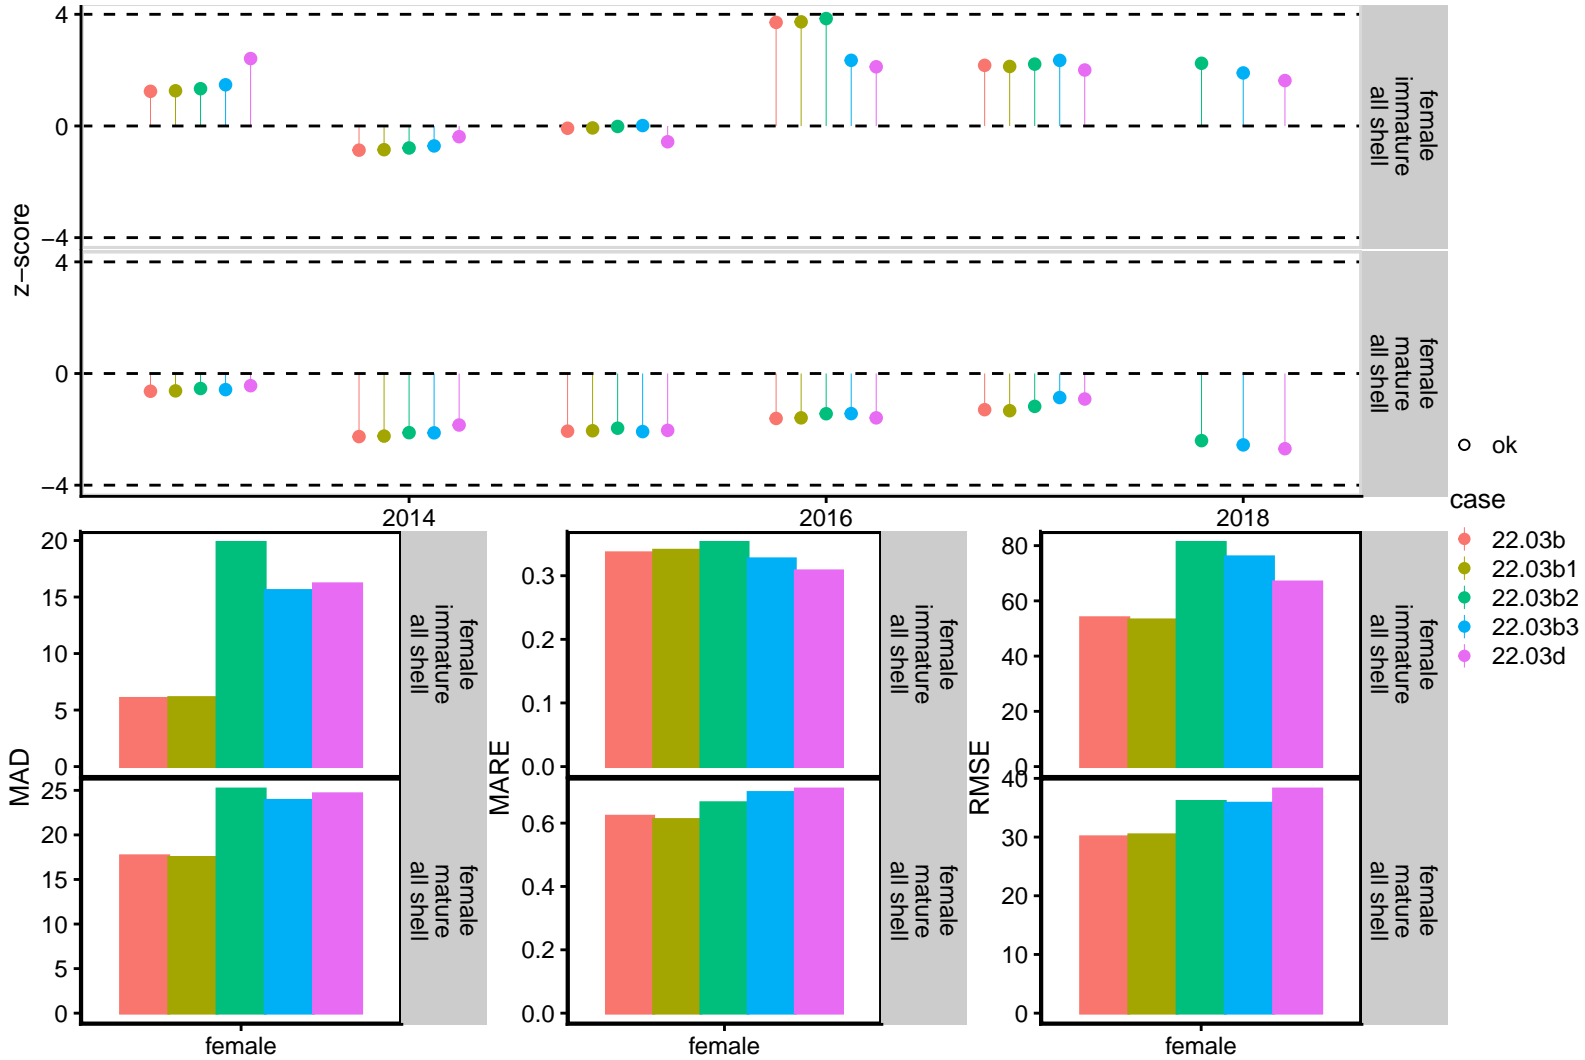 z−score
4
0
−4
female
immature
all shell
4
0
−4
female
mature
all shell
2014
2016
2018
ok
case
22.03b
22.03b1
22.03b2
22.03b3
22.03d
MAD
20
15
10
5
0
female
immature
all shell
25
20
15
10
5
0
female
mature
all shell
female
MARE
0.3
0.2
0.1
0.0
female
immature
all shell
0.6
0.4
0.2
0.0
female
mature
all shell
female
RMSE
80
60
40
20
0
female
immature
all shell
40
30
20
10
0
female
mature
all shell
female